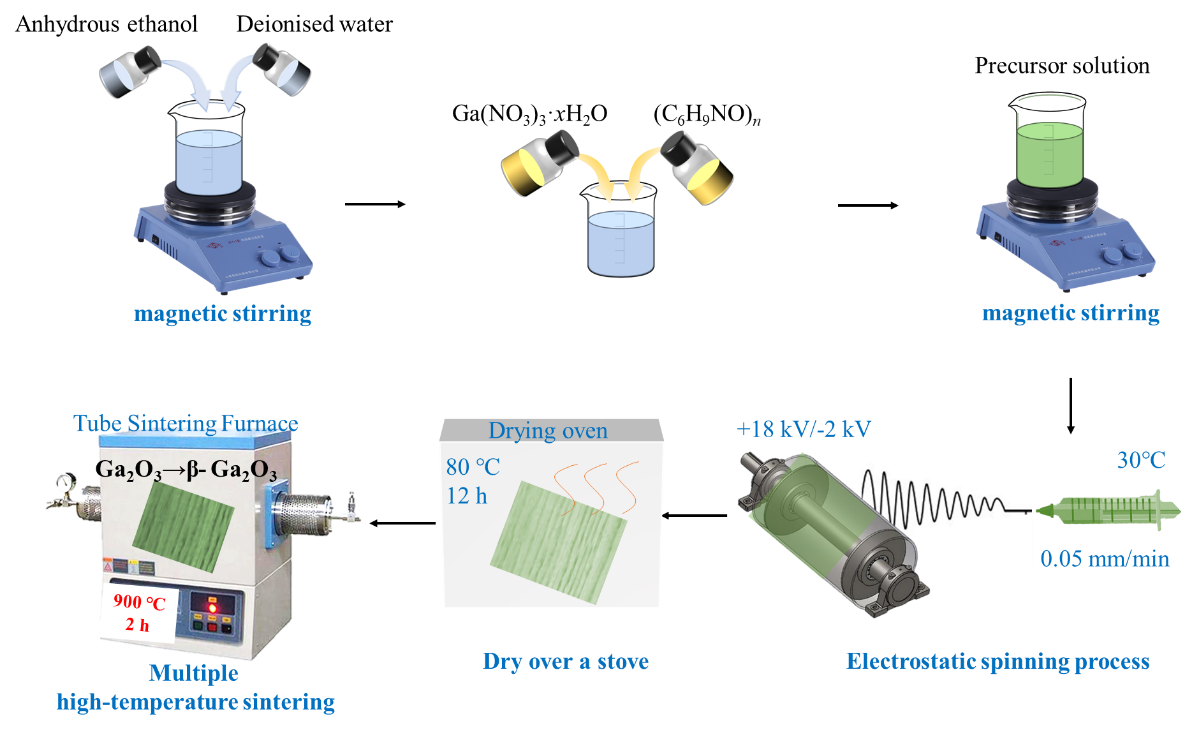 Anhydrous ethanol
Deionised water
magnetic stirring
Ga(NO₃)₃·xH₂O
(C₆H₉NO)ₙ
Precursor solution
magnetic stirring
30℃
0.05 mm/min
+18 kV/-2 kV
Electrostatic spinning process
Drying oven
80 ℃
12 h
Dry over a stove
Tube Sintering Furnace
Ga₂O₃→β- Ga₂O₃
900 ℃
2 h
Multiple
high-temperature sintering